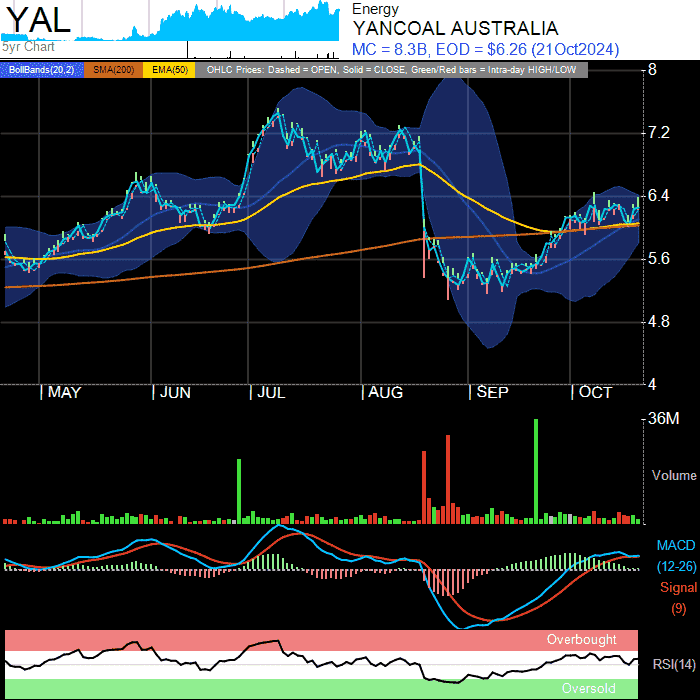 YAL
5yr Chart
Energy
YANCOAL AUSTRALIA
MC = 8.3B, EOD = $6.26 (21Oct2024)
BollBands(20,2) SMA(200) EMA(50) OHLC Prices: Dashed = OPEN, Solid = CLOSE, Green/Red bars = Intra-day HIGH/LOW
8
7.2
6.4
5.6
4.8
4
MAY JUN JUL AUG SEP OCT
36M
Volume
MACD
(12-26)
Signal
(9)
Overbought
RSI(14)
Oversold